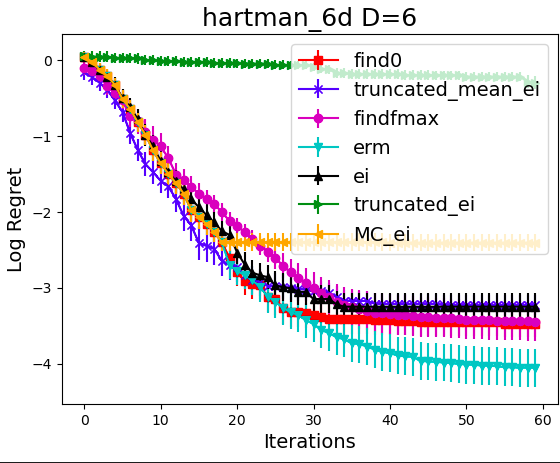 hartman_6d D=6
find0
truncated_mean_ei
findfmax
erm
ei
truncated_ei
MC_ei
Log Regret
0
−1
−2
−3
−4
0
10
20
30
40
50
60
Iterations